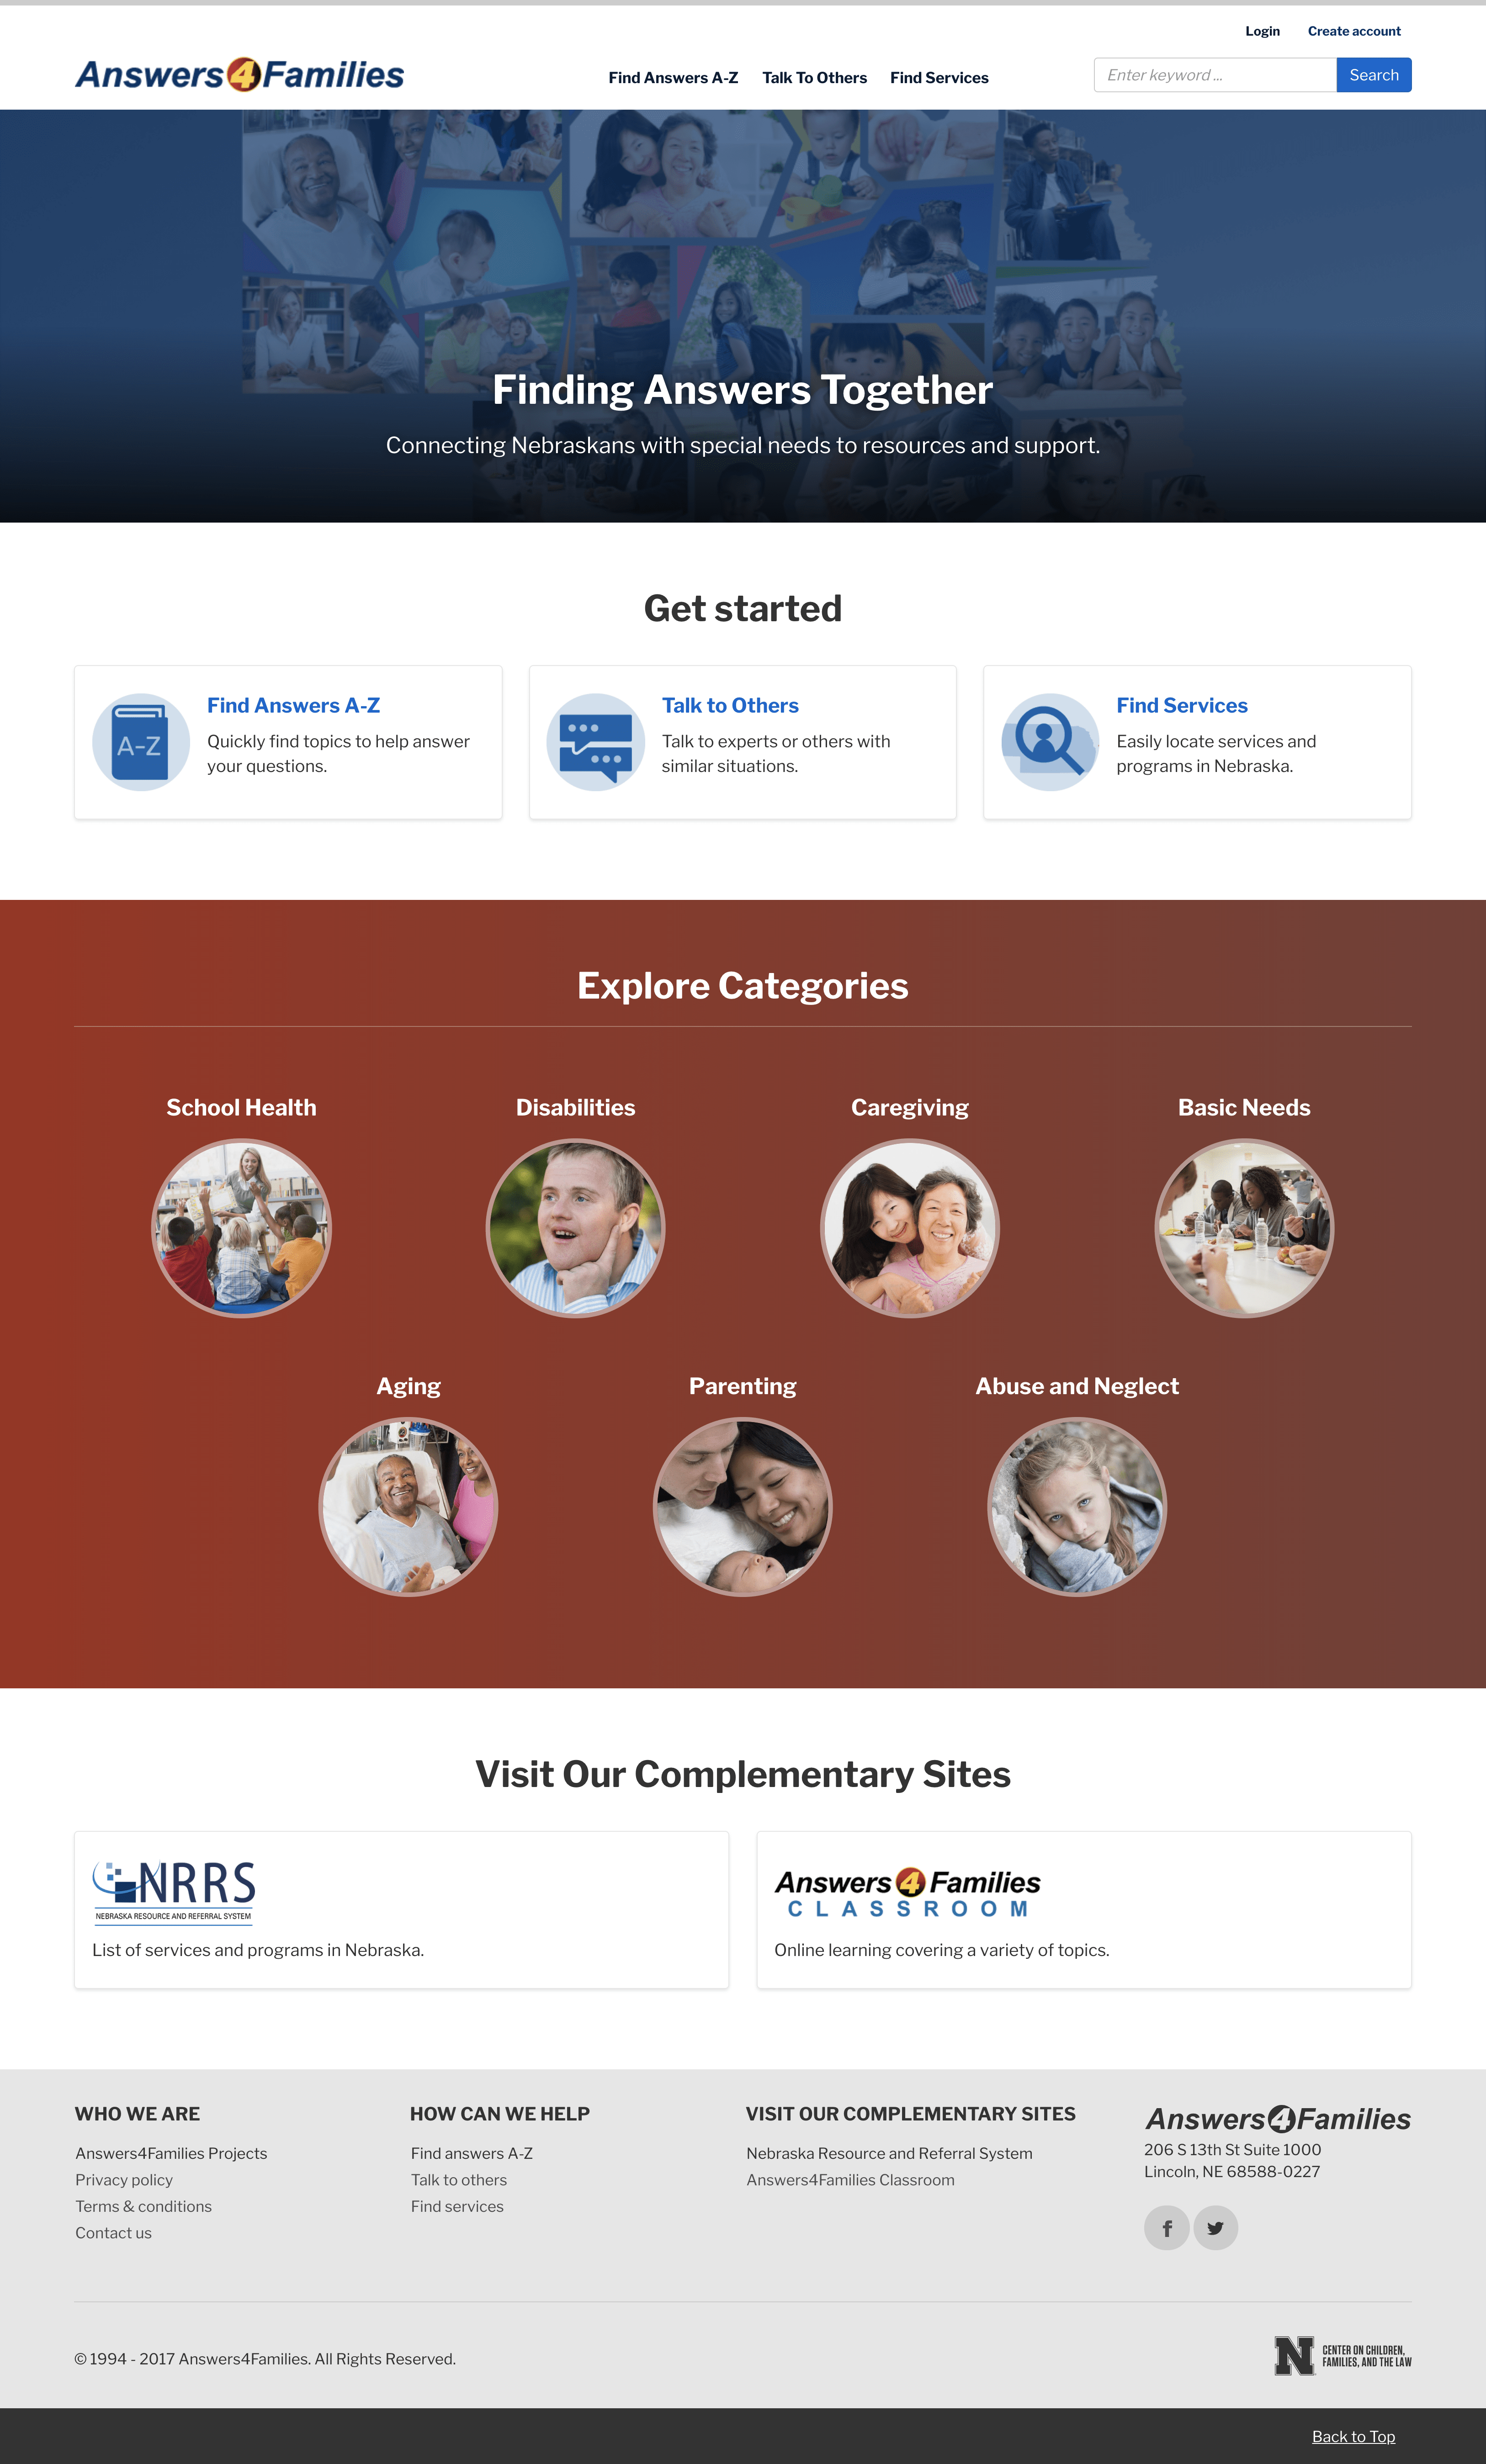 Login Create account
Answers4Families
Find Answers A-Z Talk To Others Find Services
Enter keyword ... Search
Finding Answers Together
Connecting Nebraskans with special needs to resources and support.
Get started
A-Z
Find Answers A-Z
Quickly find topics to help answer
your questions.
Talk to Others
Talk to experts or others with
similar situations.
Find Services
Easily locate services and
programs in Nebraska.
Explore Categories
School Health Disabilities Caregiving Basic Needs
Aging Parenting Abuse and Neglect
Visit Our Complementary Sites
NRRS
NEBRASKA RESOURCE AND REFERRAL SYSTEM
List of services and programs in Nebraska.
Answers4Families
CLASSROOM
Online learning covering a variety of topics.
WHO WE ARE
Answers4Families Projects
Privacy policy
Terms & conditions
Contact us
HOW CAN WE HELP
Find answers A-Z
Talk to others
Find services
VISIT OUR COMPLEMENTARY SITES
Nebraska Resource and Referral System
Answers4Families Classroom
Answers4Families
206 S 13th St Suite 1000
Lincoln, NE 68588-0227
© 1994 - 2017 Answers4Families. All Rights Reserved.
N
CENTER ON CHILDREN,
FAMILIES, AND THE LAW
Back to Top